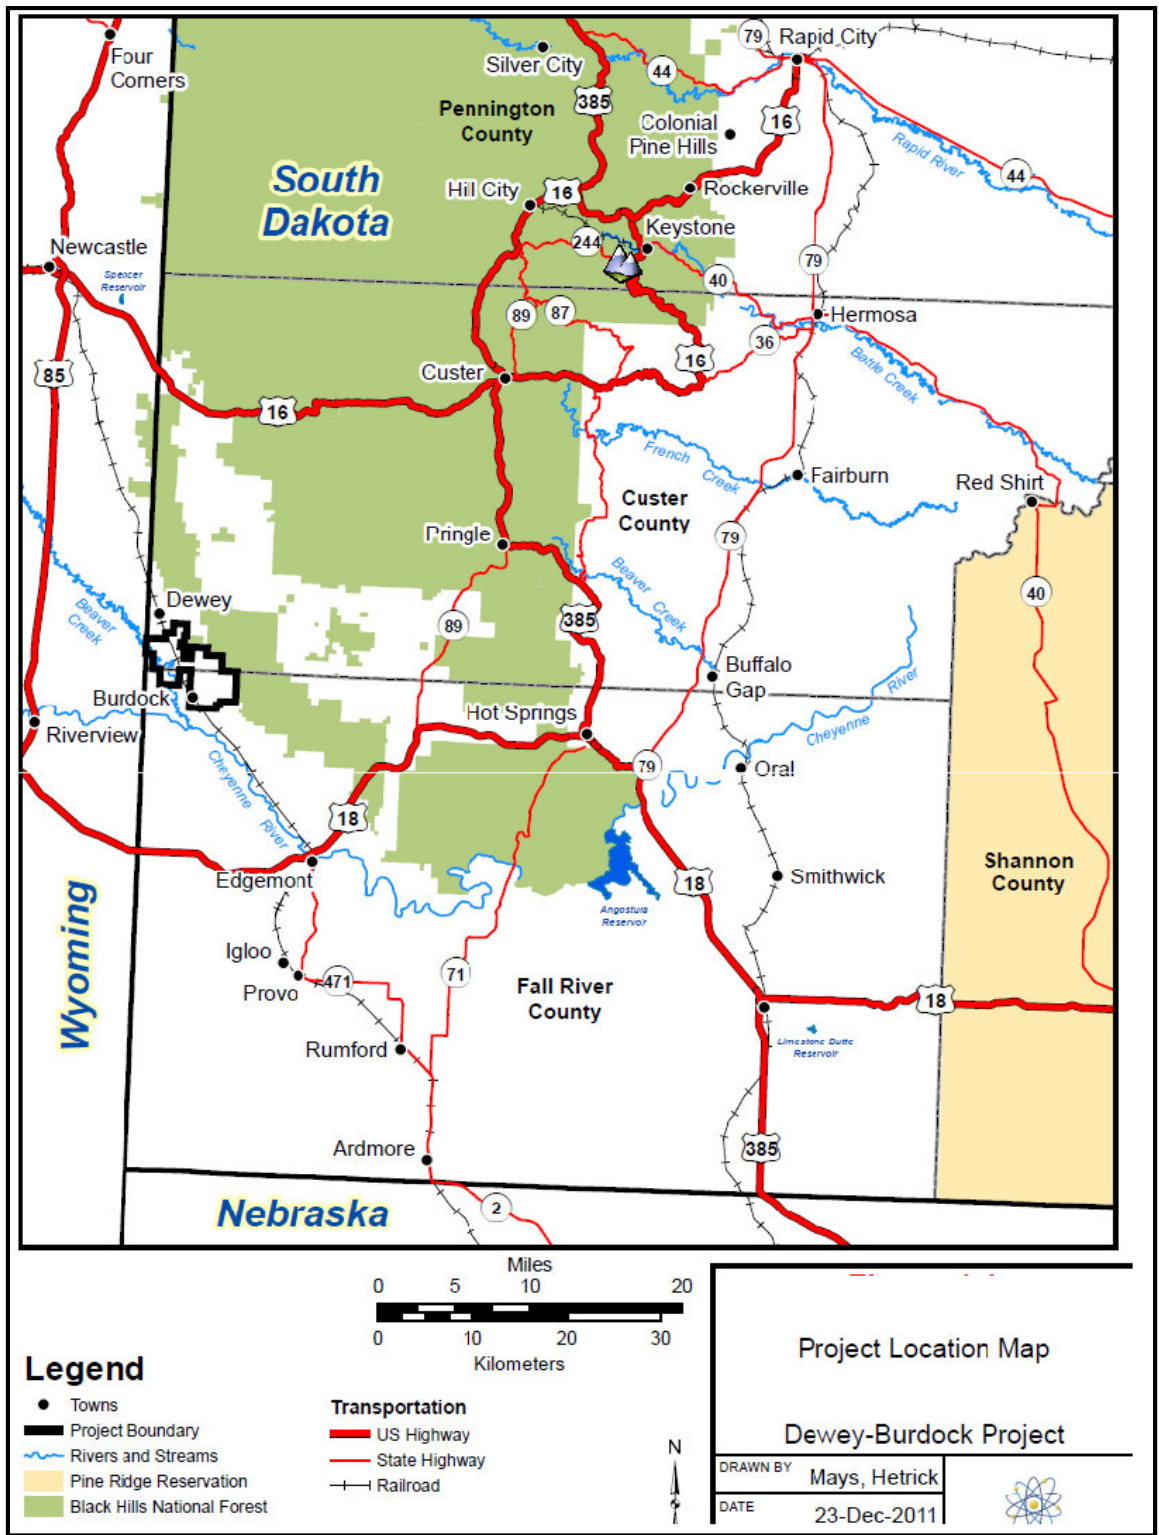 Four
Corners
Silver City
79
Rapid City
44
385
Pennington
County
Colonial
Pine Hills
16
Rapid River
44
South
Dakota
Hill City
16
Rockerville
Newcastle
Spencer
Reservoir
244
Keystone
79
40
89
87
Hermosa
36
85
Custer
16
Battle Creek
16
French
Creek
Fairburn
Red Shirt
Custer
County
79
Pringle
Beaver
Creek
Dewey
Beaver Creek
40
89
385
Buffalo
Gap
River
Burdock
Hot Springs
Riverview
Cheyenne
Cheyenne
River
79
Oral
18
Edgemont
18
Smithwick
Shannon
County
Angostura
Reservoir
Wyoming
Igloo
Provo
471
71
Fall River
County
18
Rumford
Limestone Butte
Reservoir
Ardmore
385
Nebraska
2
Miles
0 5 10 20
0 10 20 30
Kilometers
Legend
Towns
Project Boundary
Rivers and Streams
Pine Ridge Reservation
Black Hills National Forest
Transportation
US Highway
State Highway
Railroad
N
Project Location Map
Dewey-Burdock Project
DRAWN BY Mays, Hetrick
DATE 23-Dec-2011